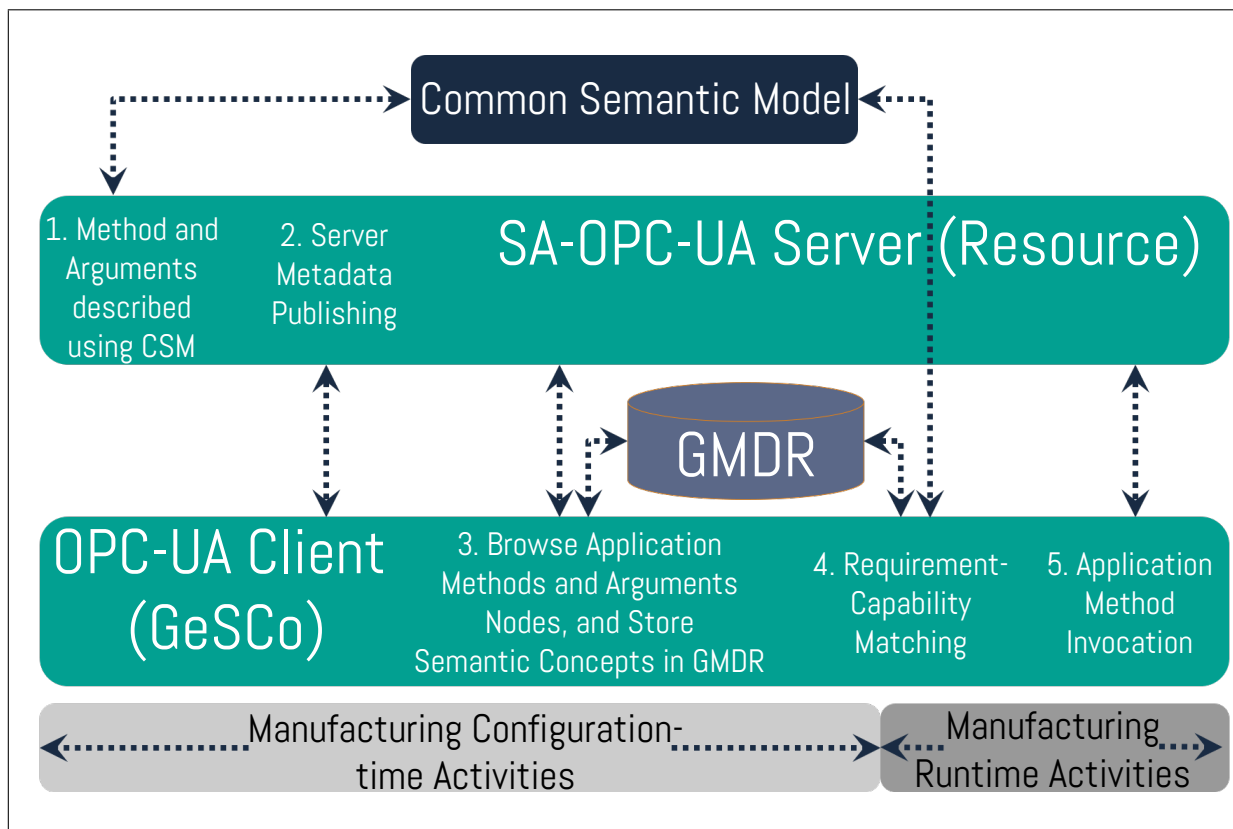 Common Semantic Model
1. Method and
Arguments
described
using CSM
2. Server
Metadata
Publishing
SA-OPC-UA Server (Resource)
GMDR
OPC-UA Client
(GeSCo)
3. Browse Application
Methods and Arguments
Nodes, and Store
Semantic Concepts in GMDR
4. Requirement-
Capability
Matching
5. Application
Method
Invocation
Manufacturing Configuration-
time Activities
Manufacturing
Runtime Activities